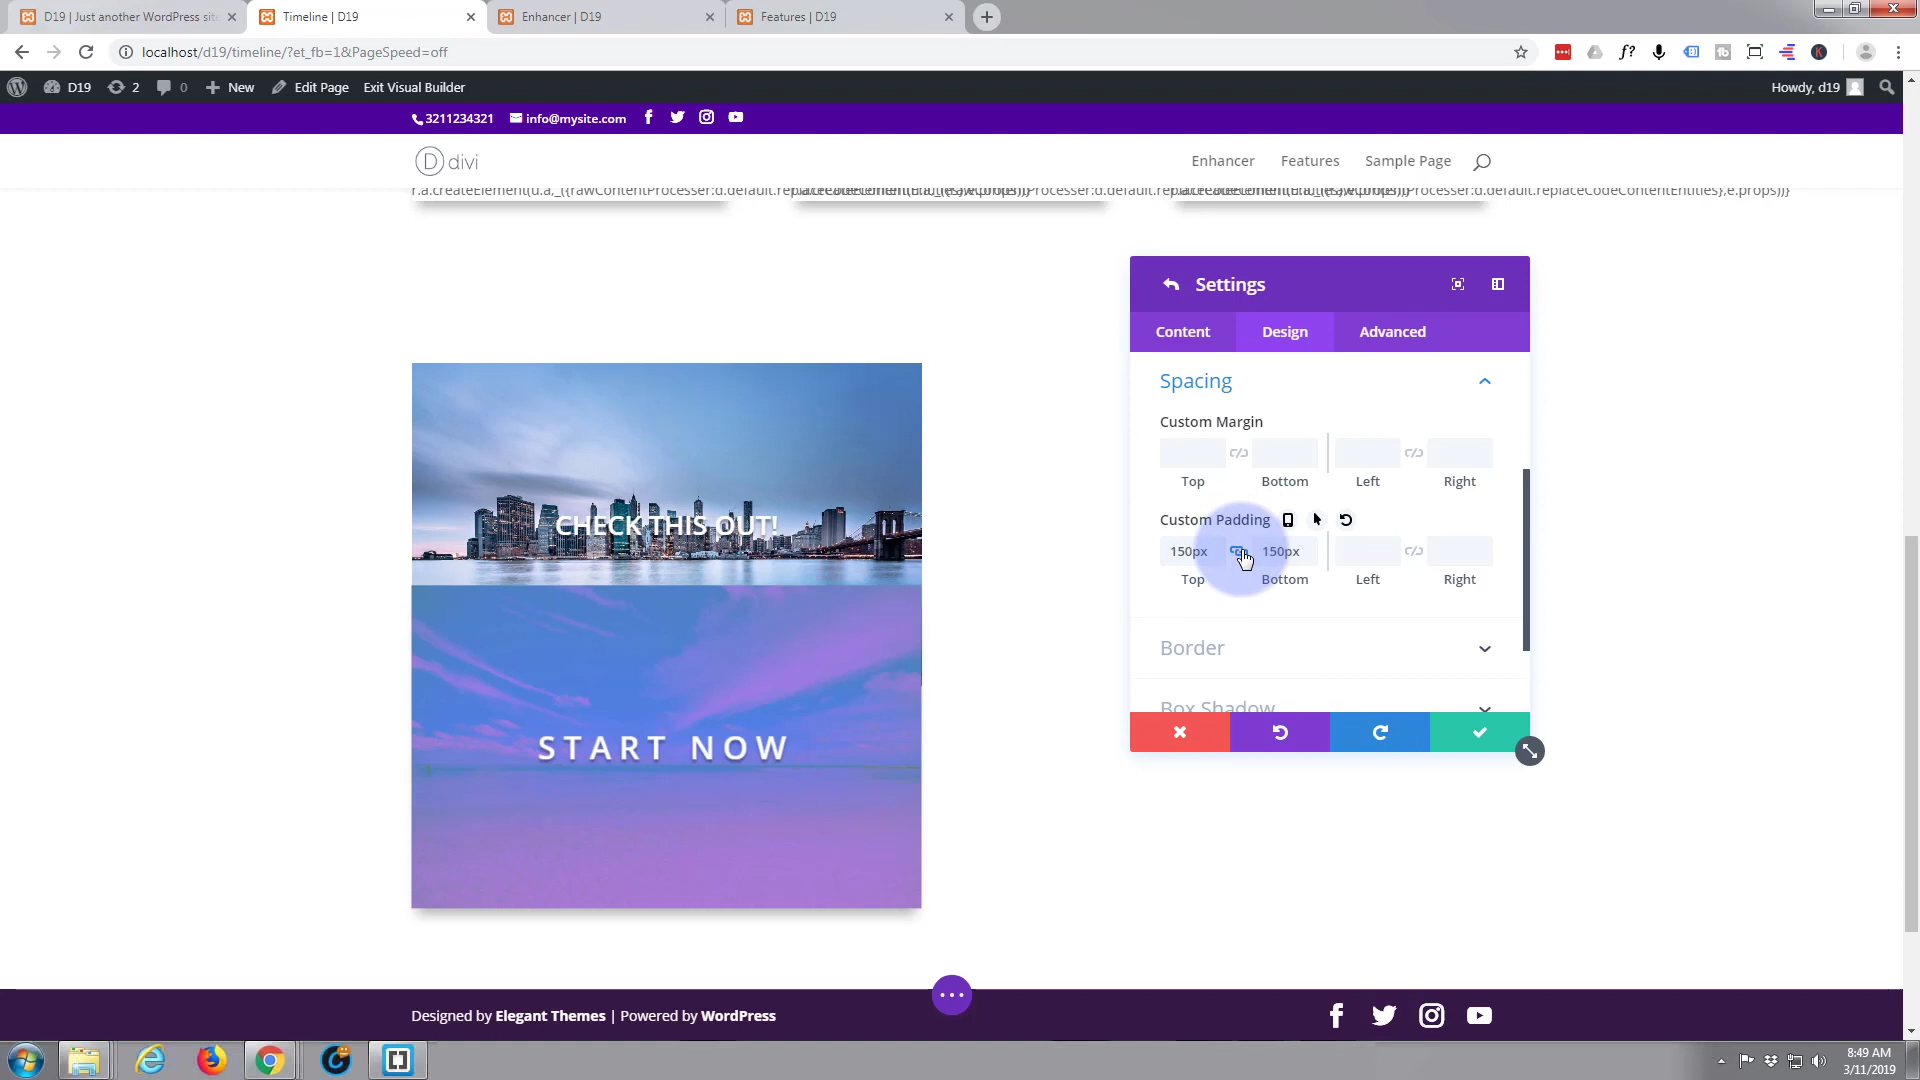 D19 | Just another WordPress sit
Timeline | D19
Enhancer | D19
Features | D19
localhost/d19/timeline/?et_fb=1&PageSpeed=off
D19
2
0
New
Edit Page
Exit Visual Builder
Howdy, d19
3211234321
info@mysite.com
D divi
Enhancer
Features
Sample Page
Settings
Content
Design
Advanced
Spacing
Custom Margin
Top
Bottom
Left
Right
Custom Padding
150px
150px
Top
Bottom
Left
Right
Border
Box Shadow
CHECK THIS OUT!
START NOW
Designed by Elegant Themes | Powered by WordPress
8:49 AM
3/11/2019